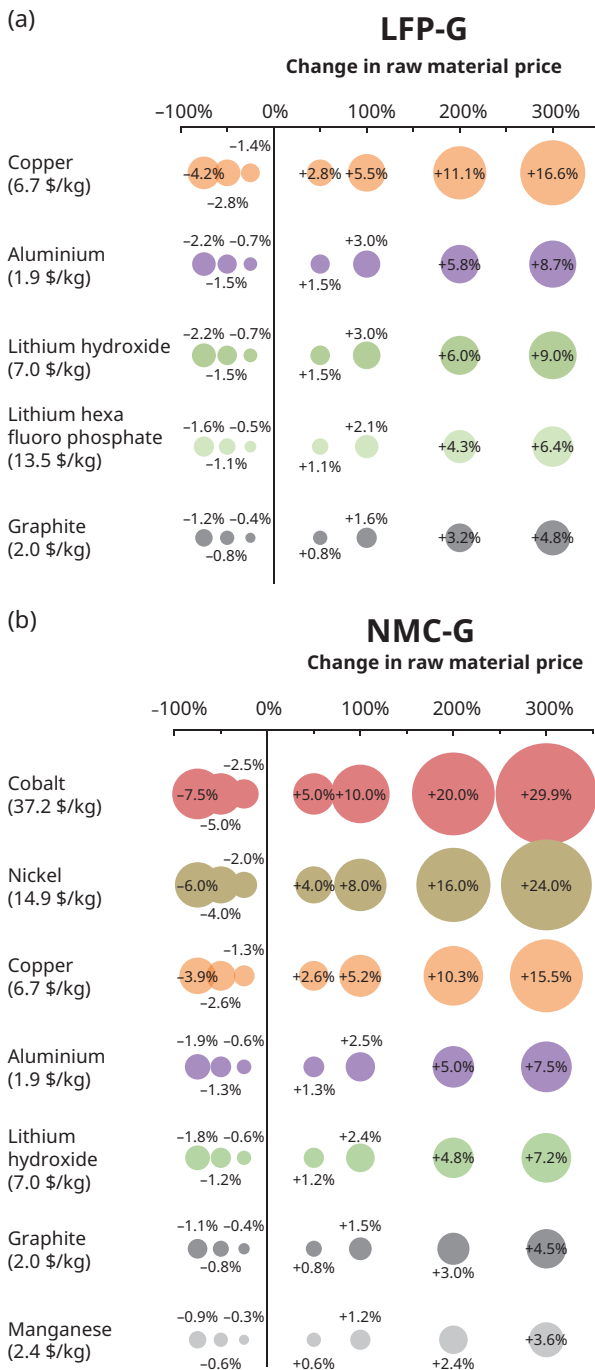 (a)
LFP-G
Change in raw material price
–100% 0% 100% 200% 300%
–1.4%
Copper
(6.7 $/kg)
–4.2% +2.8% +5.5% +11.1% +16.6%
–2.8%
–2.2% –0.7% +3.0%
Aluminium
(1.9 $/kg)
+5.8% +8.7%
–1.5% +1.5%
–2.2% –0.7% +3.0%
Lithium hydroxide
(7.0 $/kg)
+6.0% +9.0%
–1.5% +1.5%
Lithium hexa
fluoro phosphate
(13.5 $/kg)
–1.6% –0.5% +2.1%
+4.3% +6.4%
–1.1% +1.1%
–1.2% –0.4% +1.6%
Graphite
(2.0 $/kg)
+3.2% +4.8%
–0.8% +0.8%
(b)
NMC-G
Change in raw material price
–100% 0% 100% 200% 300%
–2.5%
Cobalt
(37.2 $/kg)
–7.5% +5.0% +10.0% +20.0% +29.9%
–5.0%
–2.0%
Nickel
(14.9 $/kg)
–6.0% +4.0% +8.0% +16.0% +24.0%
–4.0%
–1.3%
Copper
(6.7 $/kg)
–3.9% +2.6% +5.2% +10.3% +15.5%
–2.6%
–1.9% –0.6% +2.5%
Aluminium
(1.9 $/kg)
+5.0% +7.5%
–1.3% +1.3%
Lithium
hydroxide
(7.0 $/kg)
–1.8% –0.6% +2.4%
+4.8% +7.2%
–1.2% +1.2%
–1.1% –0.4% +1.5%
Graphite
(2.0 $/kg)
+4.5%
–0.8% +0.8% +3.0%
–0.9% –0.3% +1.2%
Manganese
(2.4 $/kg)
+3.6%
–0.6% +0.6% +2.4%